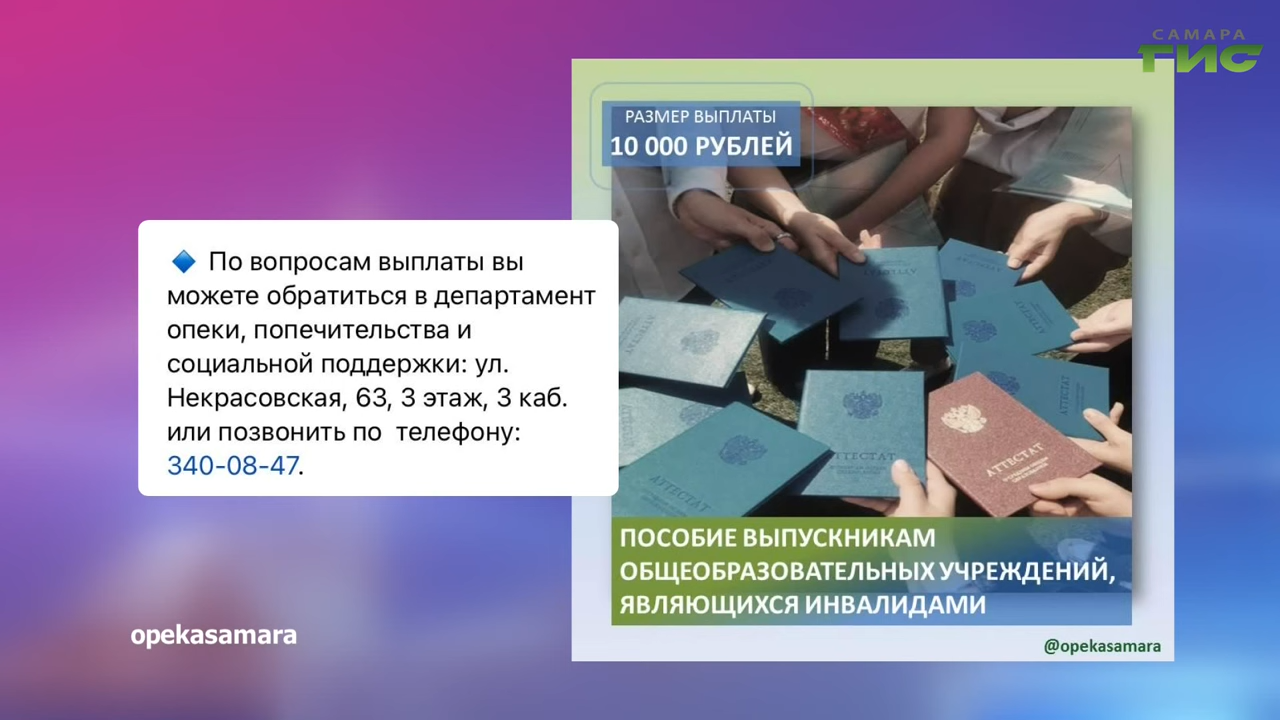 САМАРА
ГИС
РАЗМЕР ВЫПЛАТЫ
10 000 РУБЛЕЙ
🔹 По вопросам выплаты вы
можете обратиться в департамент
опеки, попечительства и
социальной поддержки: ул.
Некрасовская, 63, 3 этаж, 3 каб.
или позвонить по телефону:
340-08-47.
АТТЕСТАТ
АТТЕСТАТ
АТТЕСТАТ
ПОСОБИЕ ВЫПУСКНИКАМ
ОБЩЕОБРАЗОВАТЕЛЬНЫХ УЧРЕЖДЕНИЙ,
ЯВЛЯЮЩИХСЯ ИНВАЛИДАМИ
opekasamara
@opekasamara